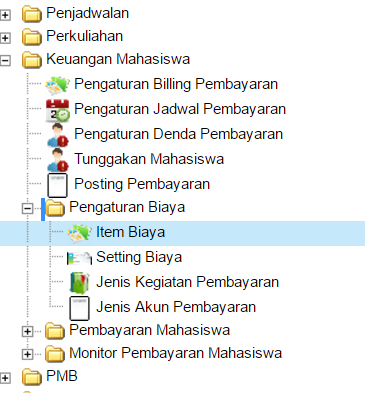 Penjadwalan
Perkuliahan
Keuangan Mahasiswa
Pengaturan Billing Pembayaran
Pengaturan Jadwal Pembayaran
Pengaturan Denda Pembayaran
Tunggakan Mahasiswa
Posting Pembayaran
Pengaturan Biaya
Item Biaya
Setting Biaya
Jenis Kegiatan Pembayaran
Jenis Akun Pembayaran
Pembayaran Mahasiswa
Monitor Pembayaran Mahasiswa
PMB